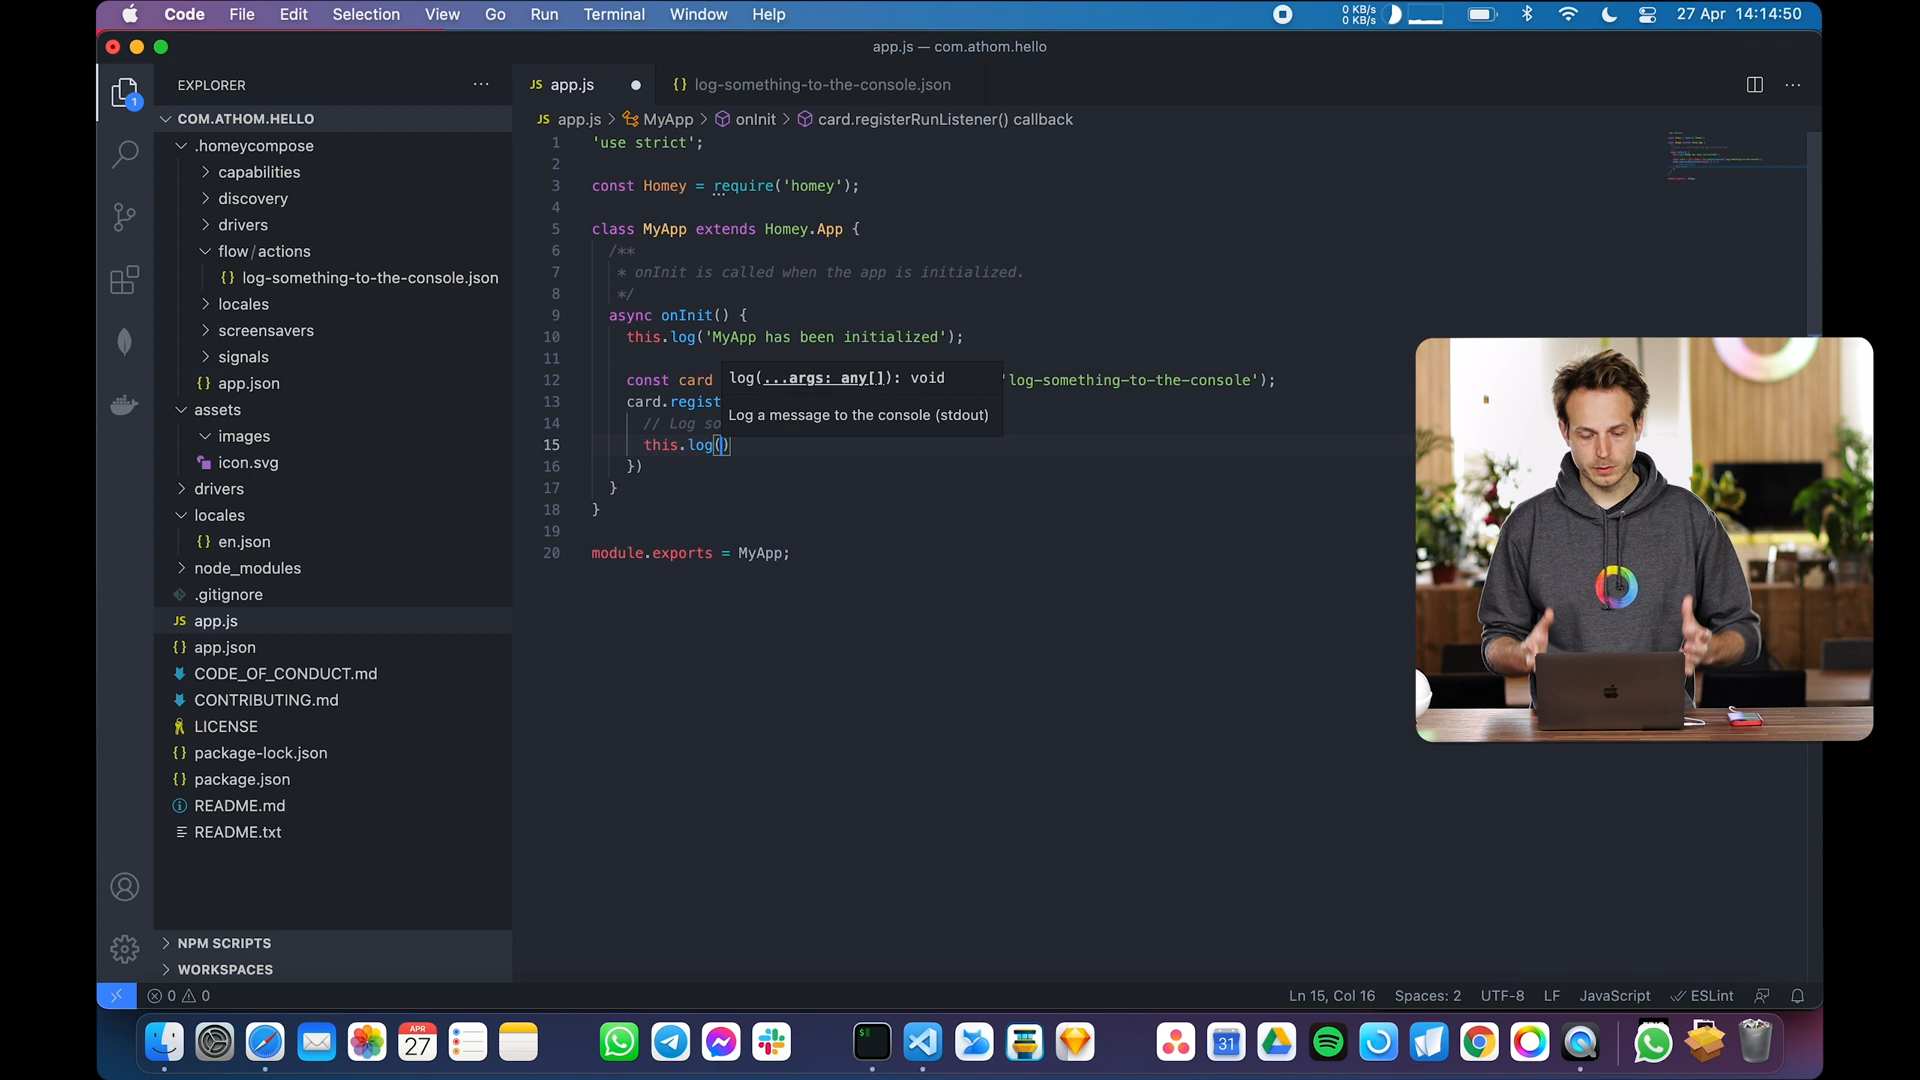 Code File Edit Selection View Go Run Terminal Window Help
0 KB/s
0 KB/s
27 Apr 14:14:50
app.js — com.athom.hello
EXPLORER
COM.ATHOM.HELLO
.homeycompose
capabilities
discovery
drivers
flow/actions
{} log-something-to-the-console.json
locales
screensavers
signals
{} app.json
assets
images
icon.svg
drivers
locales
{} en.json
node_modules
.gitignore
JS app.js
{} app.json
CODE_OF_CONDUCT.md
CONTRIBUTING.md
LICENSE
{} package-lock.json
{} package.json
README.md
README.txt
NPM SCRIPTS
WORKSPACES
1
JS app.js
{} log-something-to-the-console.json
JS app.js > MyApp > onInit > card.registerRunListener() callback
1 'use strict';
2
3 const Homey = require('homey');
4
5 class MyApp extends Homey.App {
6 /**
7 * onInit is called when the app is initialized.
8 */
9 async onInit() {
10 this.log('MyApp has been initialized');
11
12 const card 'log-something-to-the-console');
13 card.regist
14 // Log so
15 this.log()
16 })
17 }
18 }
19
20 module.exports = MyApp;
log(...args: any[]): void
Log a message to the console (stdout)
0 0
Ln 15, Col 16 Spaces: 2 UTF-8 LF JavaScript ESLint
APR
27
$
31